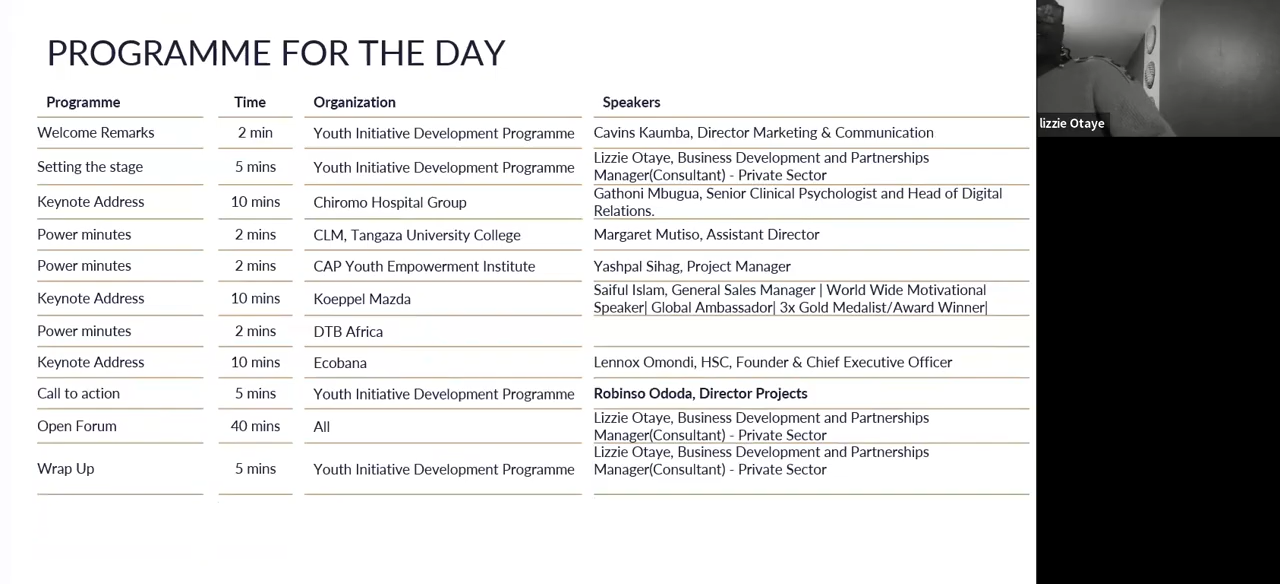 PROGRAMME FOR THE DAY
Programme Time Organization Speakers
Welcome Remarks 2 min Youth Initiative Development Programme Cavins Kaumba, Director Marketing & Communication
Setting the stage 5 mins Youth Initiative Development Programme Lizzie Otaye, Business Development and Partnerships
Manager(Consultant) - Private Sector
Keynote Address 10 mins Chiromo Hospital Group Gathoni Mbugua, Senior Clinical Psychologist and Head of Digital
Relations.
Power minutes 2 mins CLM, Tangaza University College Margaret Mutiso, Assistant Director
Power minutes 2 mins CAP Youth Empowerment Institute Yashpal Sihag, Project Manager
Keynote Address 10 mins Koeppel Mazda Saiful Islam, General Sales Manager | World Wide Motivational
Speaker| Global Ambassador| 3x Gold Medalist/Award Winner|
Power minutes 2 mins DTB Africa
Keynote Address 10 mins Ecobana Lennox Omondi, HSC, Founder & Chief Executive Officer
Call to action 5 mins Youth Initiative Development Programme Robinso Ododa, Director Projects
Open Forum 40 mins All Lizzie Otaye, Business Development and Partnerships
Manager(Consultant) - Private Sector
Wrap Up 5 mins Youth Initiative Development Programme Lizzie Otaye, Business Development and Partnerships
Manager(Consultant) - Private Sector
lizzie Otaye